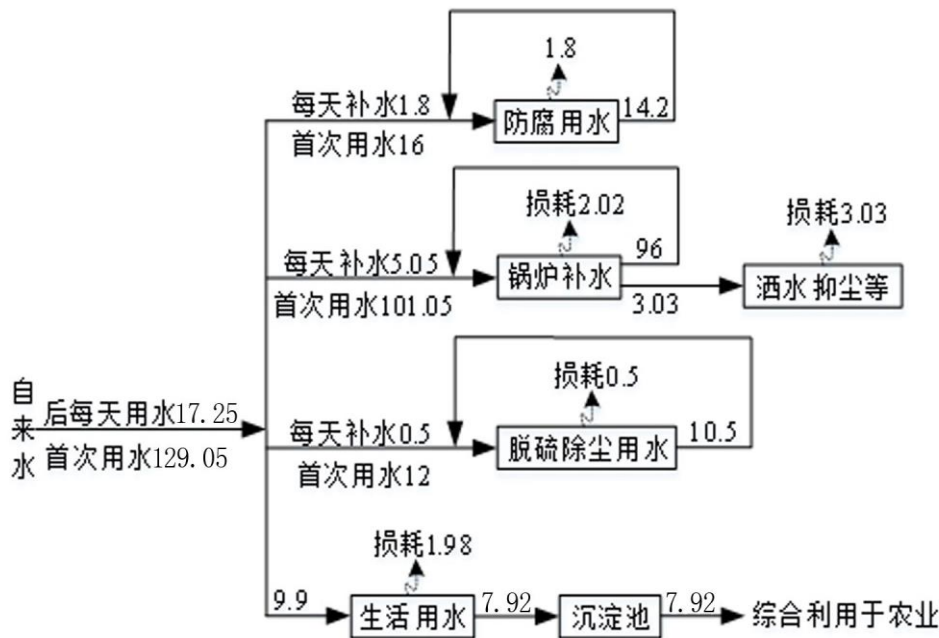 1.8
每天补水1.8
防腐用水
14.2
首次用水16
损耗2.02
损耗3.03
每天补水5.05
锅炉补水
96
洒水抑尘等
首次用水101.05
3.03
损耗0.5
自来水
后每天用水17.25
首次用水129.05
每天补水0.5
脱硫除尘用水
10.5
首次用水12
损耗1.98
9.9
生活用水
7.92
沉淀池
7.92
综合利用于农业